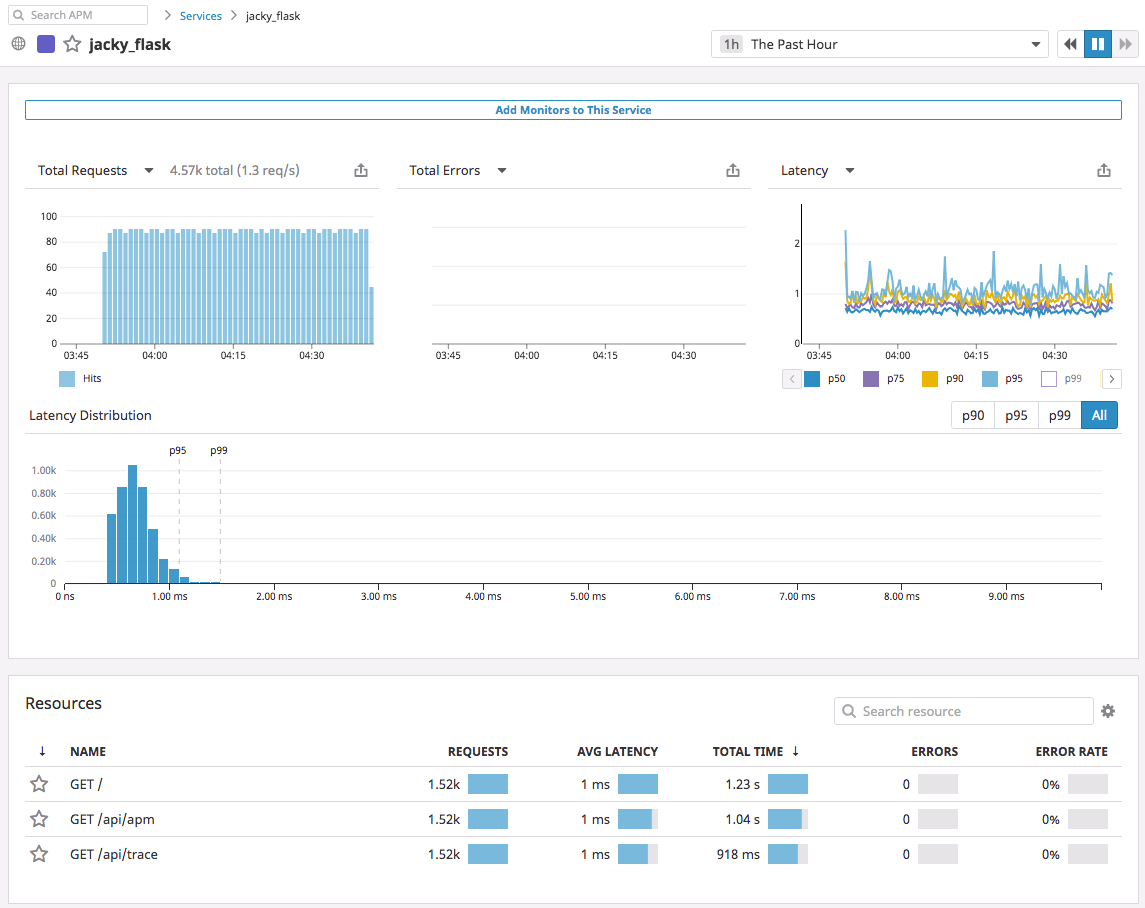 Search APM
Services
jacky_flask
jacky_flask
1h The Past Hour
Add Monitors to This Service
Total Requests 4.57k total (1.3 req/s)
100
80
60
40
20
0
03:45 04:00 04:15 04:30
Hits
Total Errors
03:45 04:00 04:15 04:30
Latency
2
1
0
03:45 04:00 04:15 04:30
p50 p75 p90 p95 p99
Latency Distribution
p90 p95 p99 All
p95 p99
1.00k
0.80k
0.60k
0.40k
0.20k
0
0 ns 1.00 ms 2.00 ms 3.00 ms 4.00 ms 5.00 ms 6.00 ms 7.00 ms 8.00 ms 9.00 ms
Resources
Search resource
NAME REQUESTS AVG LATENCY TOTAL TIME ERRORS ERROR RATE
GET / 1.52k 1 ms 1.23 s 0 0%
GET /api/apm 1.52k 1 ms 1.04 s 0 0%
GET /api/trace 1.52k 1 ms 918 ms 0 0%